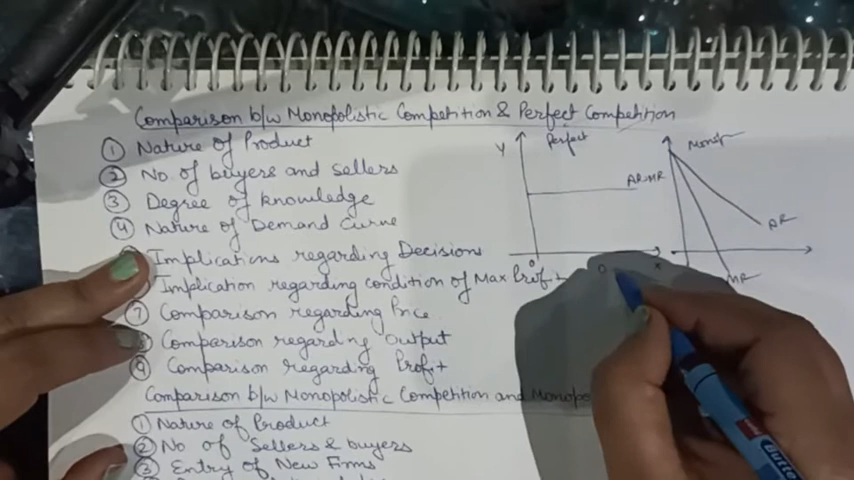 Comparison b/w Monopolistic Competition & Perfect Competition
① Nature of Product
② No. of buyers and sellers
③ Degree of knowledge
④ Nature of Demand Curve
Implications regarding Decisions
Implication regarding condition of Max Profit
⑦ Comparison regarding Price
⑧ Comparison regarding Output
⑨ Comparison regarding Profit
Y Perfect
AR=MR
O X
AR
MR
O
Comparison b/w Monopolistic Competition and Monopo
① Nature of Product
② No of Sellers & buyers
③ Entry of New Firms